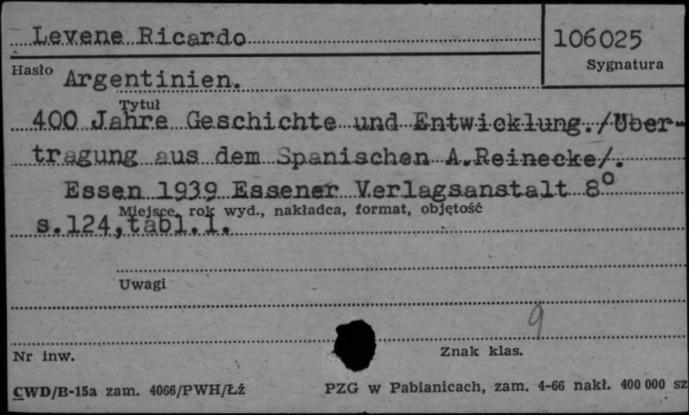 Levene Ricardo
106025
Sygnatura
Hasło
Argentinien.
Tytuł
400 Jahre Geschichte und Entwicklung./Uber-
tragung aus dem Spanischen A.Reinecke/.
Essen 1939 Essener Verlagsanstalt 8°
Miejsce, rok wyd., nakładca, format, objętość
s.124,tabl.1.
Uwagi
9
Nr inw.
Znak klas.
CWD/B-15a zam. 4066/PWH/Łź
PZG w Pabianicach, zam. 4-66 nakł. 400 000 sz